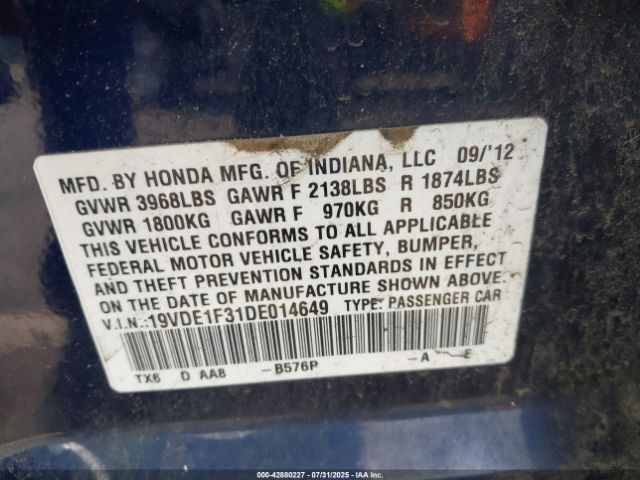 MFD. BY HONDA MFG. OF INDIANA, LLC 09/'12
GVWR 3968LBS GAWR F 2138LBS R 1874LBS
GVWR 1800KG GAWR F 970KG R 850KG
THIS VEHICLE CONFORMS TO ALL APPLICABLE
FEDERAL MOTOR VEHICLE SAFETY, BUMPER,
AND THEFT PREVENTION STANDARDS IN EFFECT
ON THE DATE OF MANUFACTURE SHOWN ABOVE.
V.I.N.:19VDE1F31DE014649 TYPE: PASSENGER CAR
TX6 D AA8 -B576P -A E
000-42880227 - 07/31/2025 - IAAI.COM